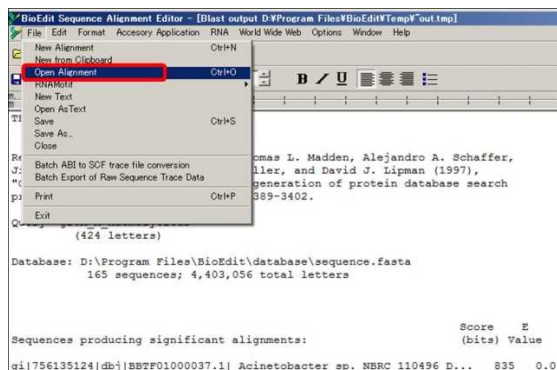 BioEdit Sequence Alignment Editor - [Blast output D:¥Program Files¥BioEdit¥Temp¥~out.tmp]
File Edit Format Accesory Application RNA World Wide Web Options Window Help
New Alignment Ctrl+N
New from Clipboard
Open Alignment Ctrl+O
RNAMotif
New Text
Open AsText
Save Ctrl+S
Save As...
Close
Batch ABI to SCF trace file conversion
Batch Export of Raw Sequence Trace Data
Print Ctrl+P
Exit
B I U
omas L. Madden, Alejandro A. Schaffer,
ller, and David J. Lipman (1997),
generation of protein database search
389-3402.
(424 letters)
Database: D:\Program Files\BioEdit\database\sequence.fasta
165 sequences; 4,403,056 total letters
Score E
Sequences producing significant alignments: (bits) Value
gi|756135124|dbj|BBTF01000037.1| Acinetobacter sp. NBRC 110496 D... 835 0.0